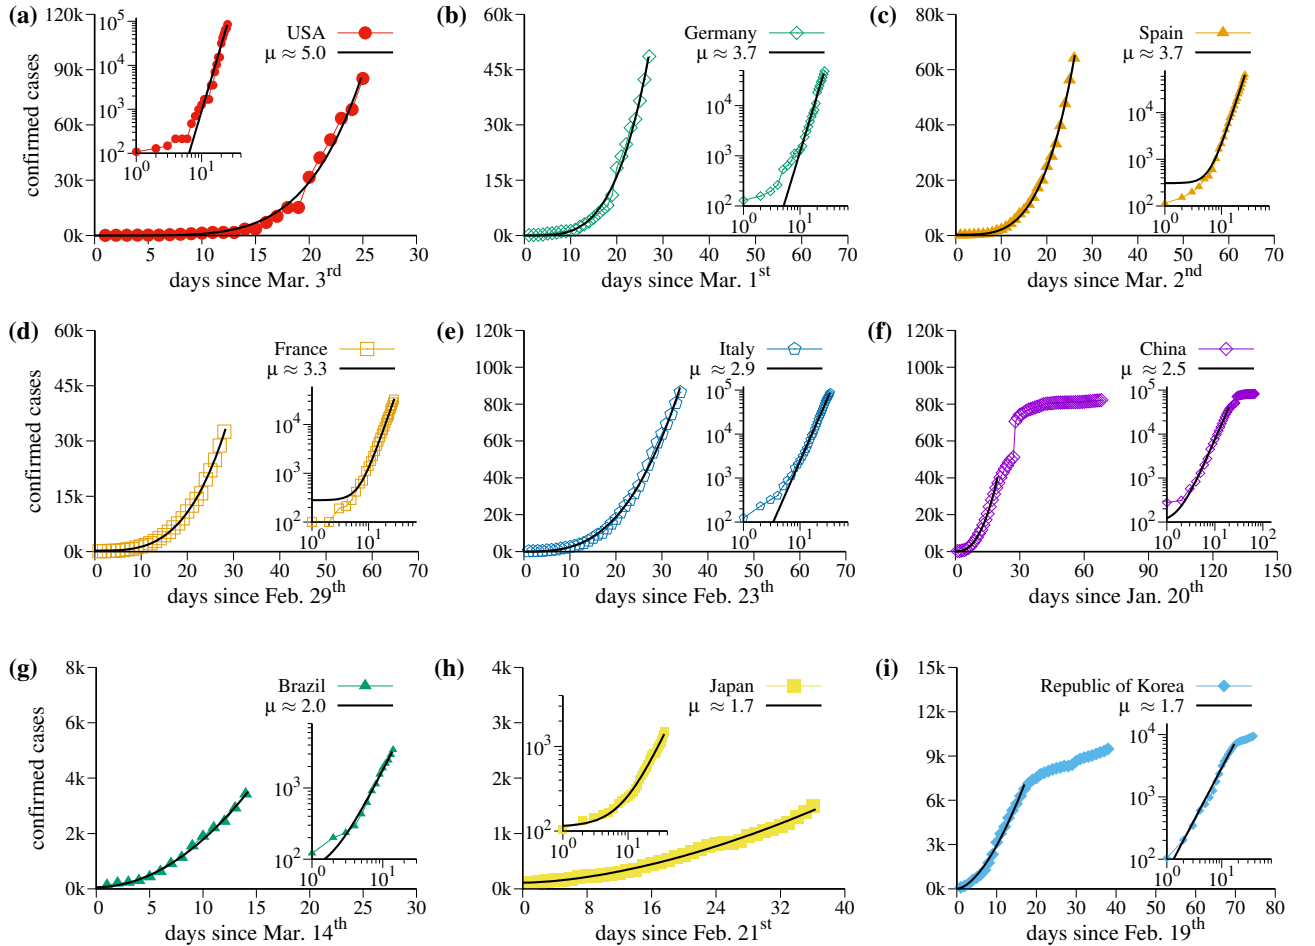 (a)
USA
μ ≈ 5.0
120k
90k
60k
30k
0k
0 5 10 15 20 25 30
10^5
10^4
10^3
10^2
10^0 10^1
confirmed cases
days since Mar. 3rd
(b)
Germany
μ ≈ 3.7
60k
45k
30k
15k
0k
0 10 20 30 40 50 60 70
10^4
10^3
10^2
10^0 10^1
days since Mar. 1st
(c)
Spain
μ ≈ 3.7
80k
60k
40k
20k
0k
0 10 20 30 40 50 60 70
10^4
10^3
10^2
10^0 10^1
days since Mar. 2nd
(d)
France
μ ≈ 3.3
60k
45k
30k
15k
0k
0 10 20 30 40 50 60 70
10^4
10^3
10^2
10^0 10^1
confirmed cases
days since Feb. 29th
(e)
Italy
μ ≈ 2.9
120k
100k
80k
60k
40k
20k
0k
0 10 20 30 40 50 60 70
10^5
10^4
10^3
10^2
10^0 10^1
days since Feb. 23th
(f)
China
μ ≈ 2.5
120k
100k
80k
60k
40k
20k
0k
0 30 60 90 120 150
10^5
10^4
10^3
10^2
10^0 10^1 10^2
days since Jan. 20th
(g)
Brazil
μ ≈ 2.0
8k
6k
4k
2k
0k
0 5 10 15 20 25 30
10^3
10^2
10^0 10^1
confirmed cases
days since Mar. 14th
(h)
Japan
μ ≈ 1.7
4k
3k
2k
1k
0k
0 8 16 24 32 40
10^3
10^2
10^0 10^1
days since Feb. 21st
(i)
Republic of Korea
μ ≈ 1.7
15k
12k
9k
6k
3k
0k
0 10 20 30 40 50 60 70 80
10^4
10^3
10^2
10^0 10^1
days since Feb. 19th